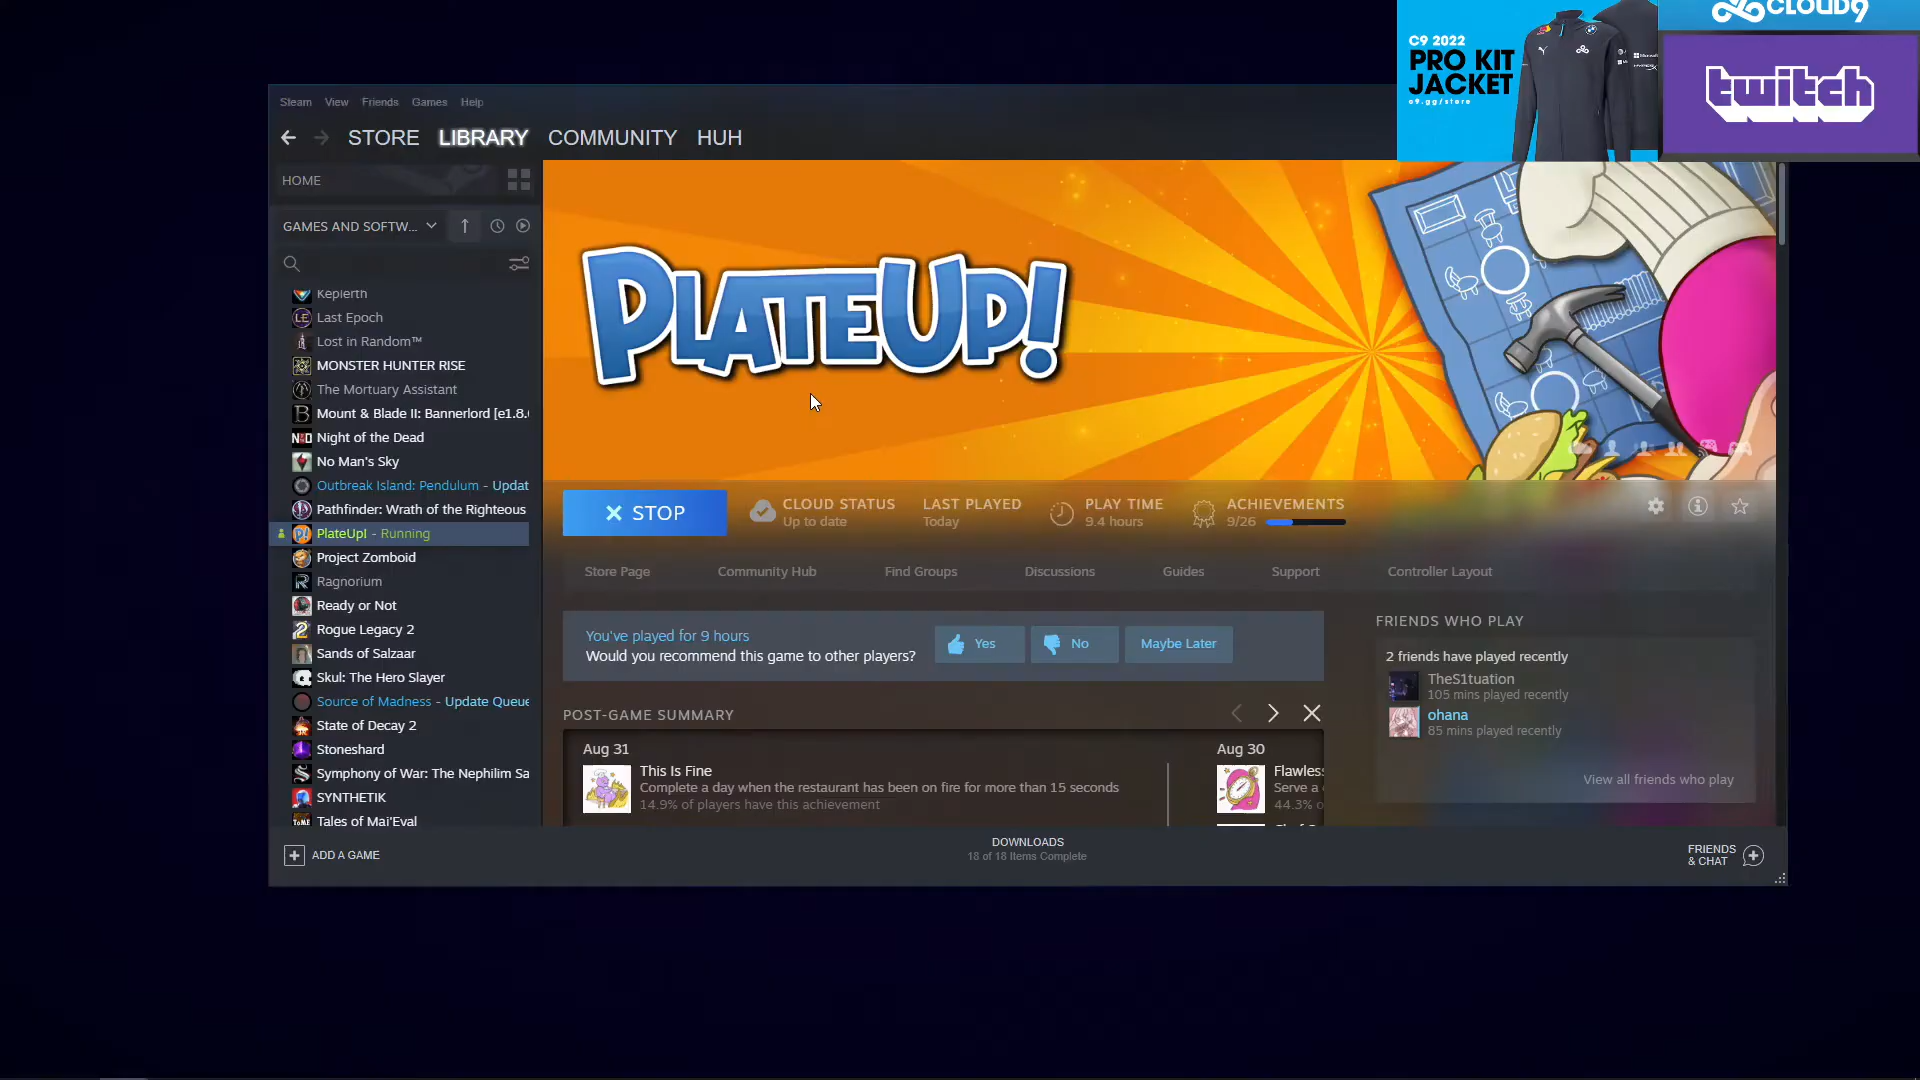 CLOUD9
C9 2022
PRO KIT
JACKET
c9.gg/store
twitch
Steam View Friends Games Help
STORE LIBRARY COMMUNITY HUH
HOME
GAMES AND SOFTW...
Kepierth
Last Epoch
Lost in Random™
MONSTER HUNTER RISE
The Mortuary Assistant
Mount & Blade II: Bannerlord [e1.8.
Night of the Dead
No Man's Sky
Outbreak Island: Pendulum - Updat
Pathfinder: Wrath of the Righteous
PlateUp! - Running
Project Zomboid
Ragnorium
Ready or Not
Rogue Legacy 2
Sands of Salzaar
Skul: The Hero Slayer
Source of Madness - Update Queue
State of Decay 2
Stoneshard
Symphony of War: The Nephilim Sa
SYNTHETIK
Tales of Maj'Eval
ADD A GAME
PLATEUP!
STOP
CLOUD STATUS
Up to date
LAST PLAYED
Today
PLAY TIME
9.4 hours
ACHIEVEMENTS
9/26
Store Page Community Hub Find Groups Discussions Guides Support Controller Layout
You've played for 9 hours
Would you recommend this game to other players?
Yes No Maybe Later
POST-GAME SUMMARY
Aug 31
This Is Fine
Complete a day when the restaurant has been on fire for more than 15 seconds
14.9% of players have this achievement
Aug 30
Flawless
Serve a
44.3% o
FRIENDS WHO PLAY
2 friends have played recently
TheS1tuation
105 mins played recently
ohana
85 mins played recently
View all friends who play
DOWNLOADS
18 of 18 Items Complete
FRIENDS
& CHAT